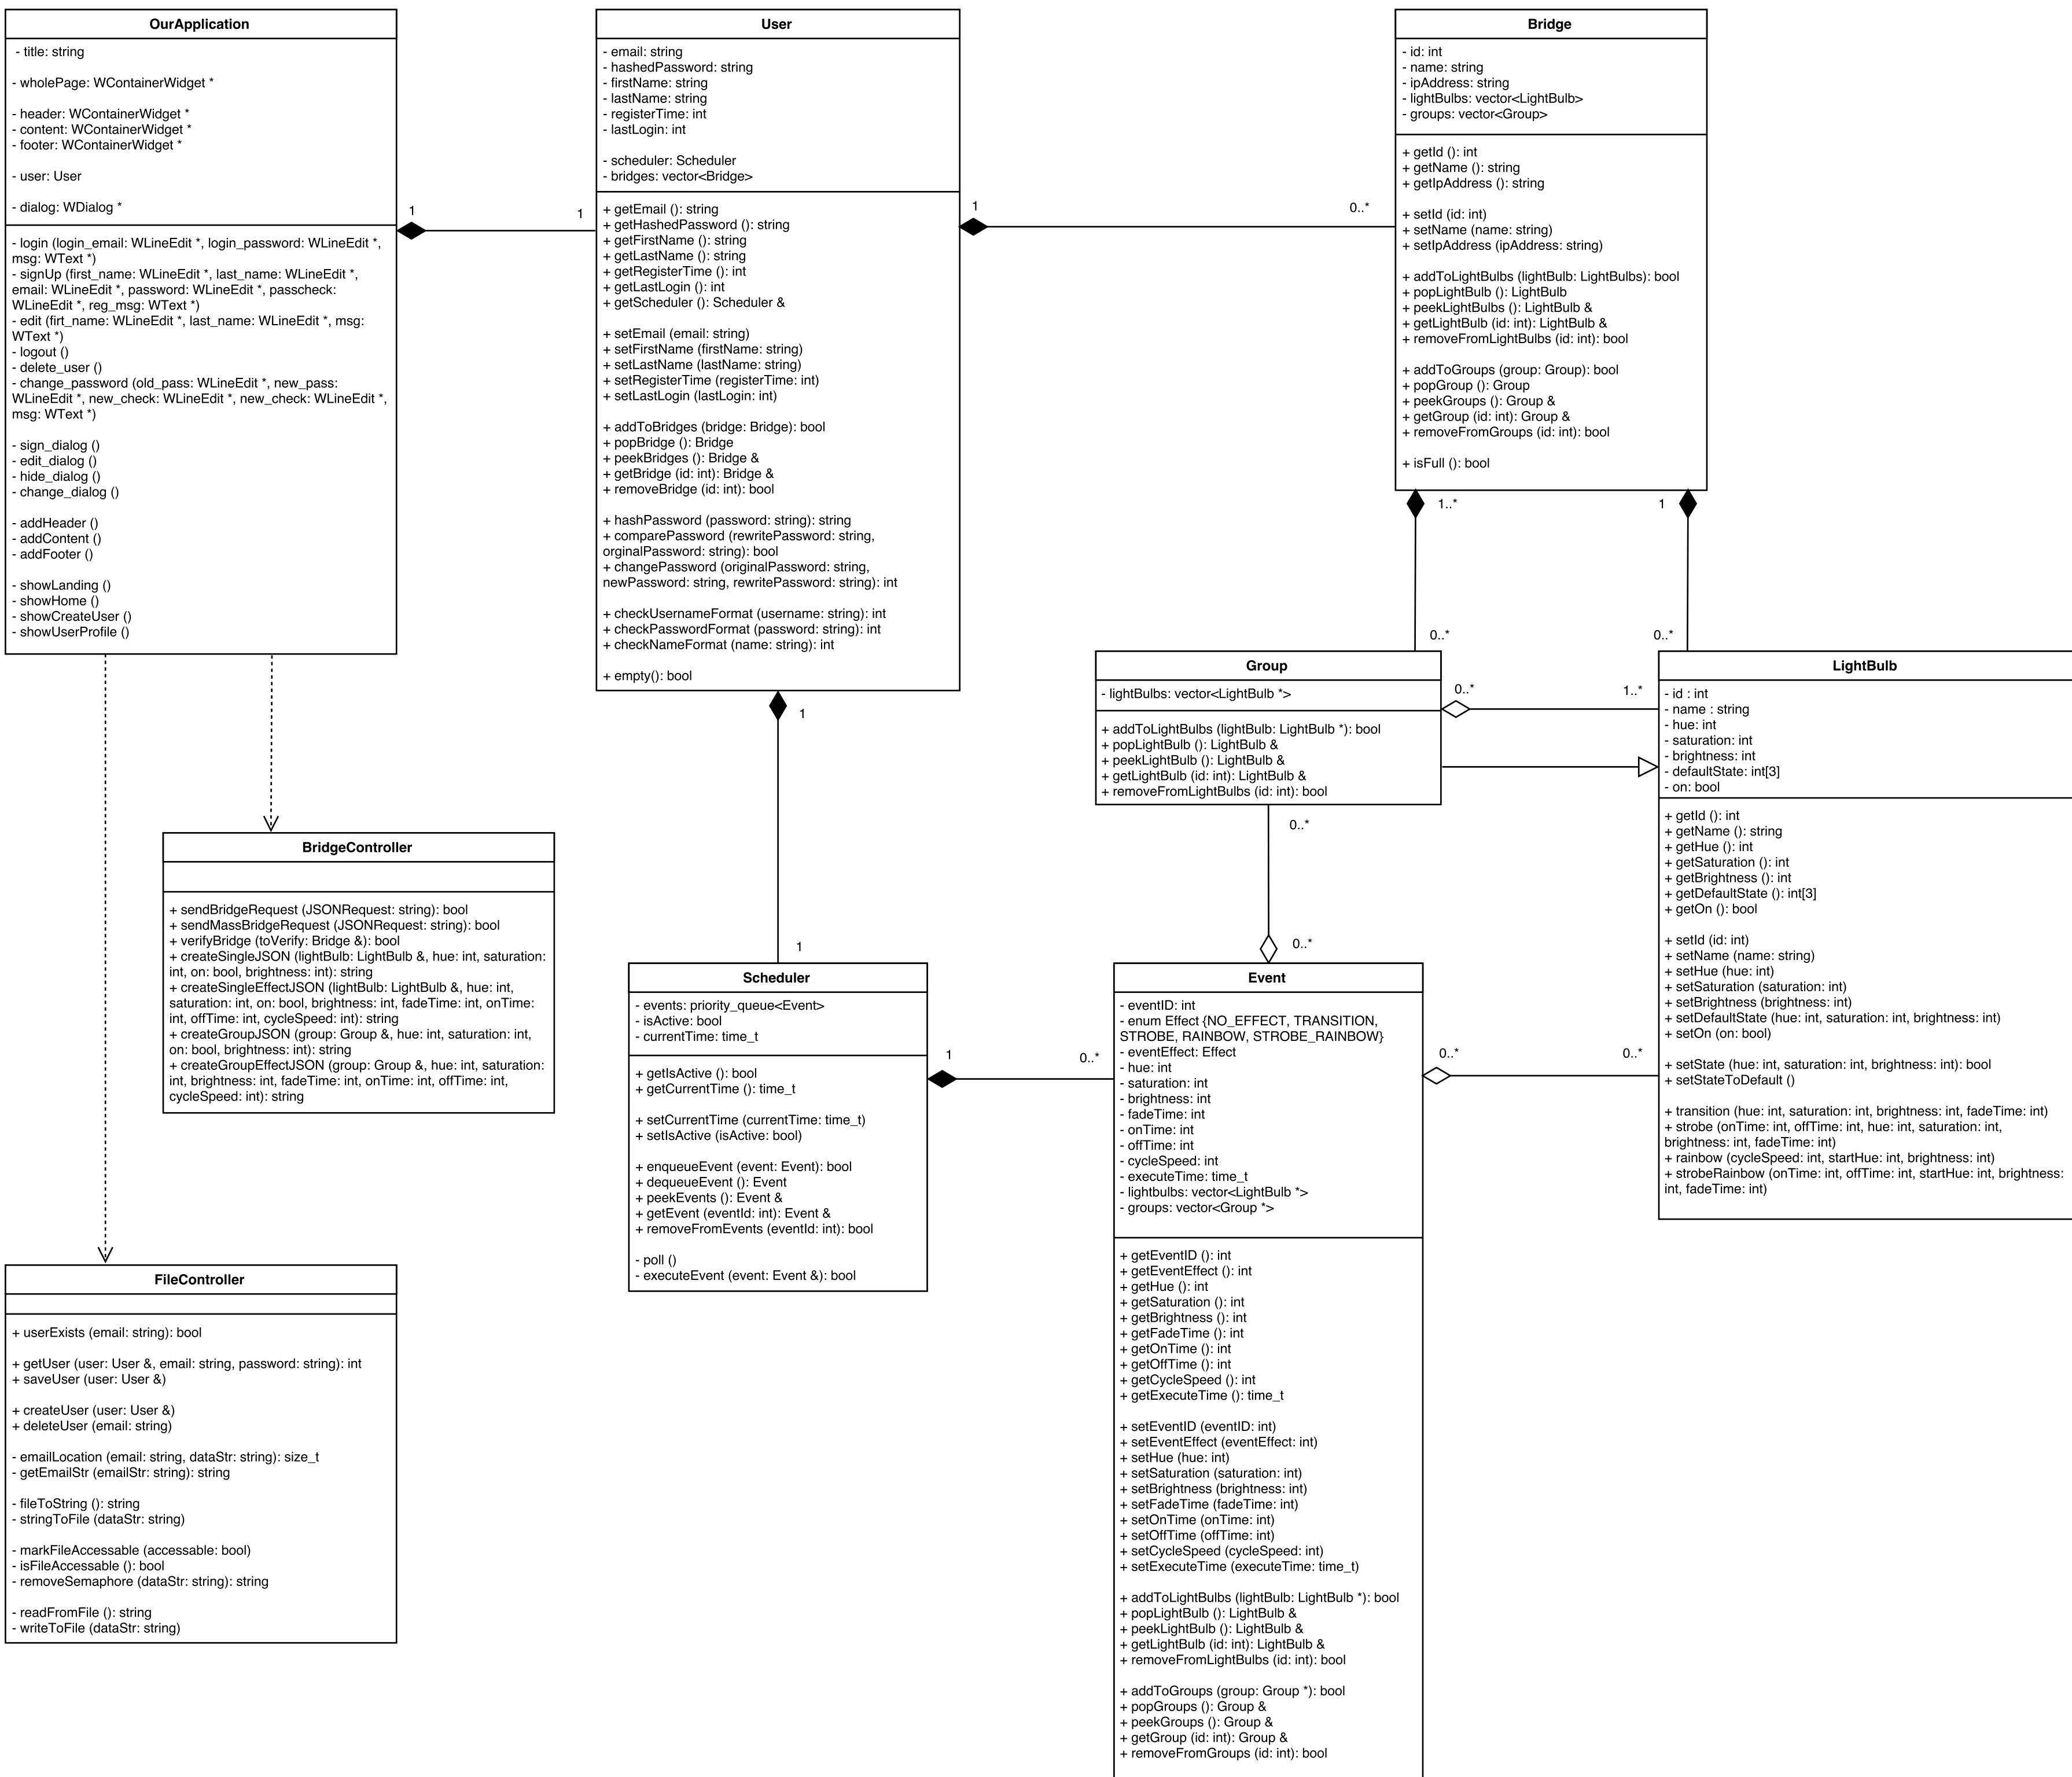 OurApplication
- title: string
- wholePage: WContainerWidget *
- header: WContainerWidget *
- content: WContainerWidget *
- footer: WContainerWidget *
- user: User
- dialog: WDialog *
- login (login_email: WLineEdit *, login_password: WLineEdit *,
msg: WText *)
- signUp (first_name: WLineEdit *, last_name: WLineEdit *,
email: WLineEdit *, password: WLineEdit *, passcheck:
WLineEdit *, reg_msg: WText *)
- edit (firt_name: WLineEdit *, last_name: WLineEdit *, msg:
WText *)
- logout ()
- delete_user ()
- change_password (old_pass: WLineEdit *, new_pass:
WLineEdit *, new_check: WLineEdit *, new_check: WLineEdit *,
msg: WText *)
- sign_dialog ()
- edit_dialog ()
- hide_dialog ()
- change_dialog ()
- addHeader ()
- addContent ()
- addFooter ()
- showLanding ()
- showHome ()
- showCreateUser ()
- showUserProfile ()
1
1
User
- email: string
- hashedPassword: string
- firstName: string
- lastName: string
- registerTime: int
- lastLogin: int
- scheduler: Scheduler
- bridges: vector<Bridge>
+ getEmail (): string
+ getHashedPassword (): string
+ getFirstName (): string
+ getLastName (): string
+ getRegisterTime (): int
+ getLastLogin (): int
+ getScheduler (): Scheduler &
+ setEmail (email: string)
+ setFirstName (firstName: string)
+ setLastName (lastName: string)
+ setRegisterTime (registerTime: int)
+ setLastLogin (lastLogin: int)
+ addToBridges (bridge: Bridge): bool
+ popBridge (): Bridge
+ peekBridges (): Bridge &
+ getBridge (id: int): Bridge &
+ removeBridge (id: int): bool
+ hashPassword (password: string): string
+ comparePassword (rewritePassword: string,
orginalPassword: string): bool
+ changePassword (originalPassword: string,
newPassword: string, rewritePassword: string): int
+ checkUsernameFormat (username: string): int
+ checkPasswordFormat (password: string): int
+ checkNameFormat (name: string): int
+ empty(): bool
1
0..*
Bridge
- id: int
- name: string
- ipAddress: string
- lightBulbs: vector<LightBulb>
- groups: vector<Group>
+ getId (): int
+ getName (): string
+ getIpAddress (): string
+ setId (id: int)
+ setName (name: string)
+ setIpAddress (ipAddress: string)
+ addToLightBulbs (lightBulb: LightBulbs): bool
+ popLightBulb (): LightBulb
+ peekLightBulbs (): LightBulb &
+ getLightBulb (id: int): LightBulb &
+ removeFromLightBulbs (id: int): bool
+ addToGroups (group: Group): bool
+ popGroup (): Group
+ peekGroups (): Group &
+ getGroup (id: int): Group &
+ removeFromGroups (id: int): bool
+ isFull (): bool
1..*
1
0..*
0..*
Group
- lightBulbs: vector<LightBulb *>
+ addToLightBulbs (lightBulb: LightBulb *): bool
+ popLightBulb (): LightBulb &
+ peekLightBulb (): LightBulb &
+ getLightBulb (id: int): LightBulb &
+ removeFromLightBulbs (id: int): bool
0..*
1..*
LightBulb
- id : int
- name : string
- hue: int
- saturation: int
- brightness: int
- defaultState: int[3]
- on: bool
+ getId (): int
+ getName (): string
+ getHue (): int
+ getSaturation (): int
+ getBrightness (): int
+ getDefaultState (): int[3]
+ getOn (): bool
+ setId (id: int)
+ setName (name: string)
+ setHue (hue: int)
+ setSaturation (saturation: int)
+ setBrightness (brightness: int)
+ setDefaultState (hue: int, saturation: int, brightness: int)
+ setOn (on: bool)
+ setState (hue: int, saturation: int, brightness: int): bool
+ setStateToDefault ()
+ transition (hue: int, saturation: int, brightness: int, fadeTime: int)
+ strobe (onTime: int, offTime: int, hue: int, saturation: int,
brightness: int, fadeTime: int)
+ rainbow (cycleSpeed: int, startHue: int, brightness: int)
+ strobeRainbow (onTime: int, offTime: int, startHue: int, brightness:
int, fadeTime: int)
BridgeController
+ sendBridgeRequest (JSONRequest: string): bool
+ sendMassBridgeRequest (JSONRequest: string): bool
+ verifyBridge (toVerify: Bridge &): bool
+ createSingleJSON (lightBulb: LightBulb &, hue: int, saturation:
int, on: bool, brightness: int): string
+ createSingleEffectJSON (lightBulb: LightBulb &, hue: int,
saturation: int, on: bool, brightness: int, fadeTime: int, onTime:
int, offTime: int, cycleSpeed: int): string
+ createGroupJSON (group: Group &, hue: int, saturation: int,
on: bool, brightness: int): string
+ createGroupEffectJSON (group: Group &, hue: int, saturation:
int, brightness: int, fadeTime: int, onTime: int, offTime: int,
cycleSpeed: int): string
1
1
Scheduler
- events: priority_queue<Event>
- isActive: bool
- currentTime: time_t
+ getIsActive (): bool
+ getCurrentTime (): time_t
+ setCurrentTime (currentTime: time_t)
+ setIsActive (isActive: bool)
+ enqueueEvent (event: Event): bool
+ dequeueEvent (): Event
+ peekEvents (): Event &
+ getEvent (eventId: int): Event &
+ removeFromEvents (eventId: int): bool
- poll ()
- executeEvent (event: Event &): bool
1
0..*
0..*
0..*
Event
- eventID: int
- enum Effect {NO_EFFECT, TRANSITION,
STROBE, RAINBOW, STROBE_RAINBOW}
- eventEffect: Effect
- hue: int
- saturation: int
- brightness: int
- fadeTime: int
- onTime: int
- offTime: int
- cycleSpeed: int
- executeTime: time_t
- lightbulbs: vector<LightBulb *>
- groups: vector<Group *>
+ getEventID (): int
+ getEventEffect (): int
+ getHue (): int
+ getSaturation (): int
+ getBrightness (): int
+ getFadeTime (): int
+ getOnTime (): int
+ getOffTime (): int
+ getCycleSpeed (): int
+ getExecuteTime (): time_t
+ setEventID (eventID: int)
+ setEventEffect (eventEffect: int)
+ setHue (hue: int)
+ setSaturation (saturation: int)
+ setBrightness (brightness: int)
+ setFadeTime (fadeTime: int)
+ setOnTime (onTime: int)
+ setOffTime (offTime: int)
+ setCycleSpeed (cycleSpeed: int)
+ setExecuteTime (executeTime: time_t)
+ addToLightBulbs (lightBulb: LightBulb *): bool
+ popLightBulb (): LightBulb &
+ peekLightBulb (): LightBulb &
+ getLightBulb (id: int): LightBulb &
+ removeFromLightBulbs (id: int): bool
+ addToGroups (group: Group *): bool
+ popGroups (): Group &
+ peekGroups (): Group &
+ getGroup (id: int): Group &
+ removeFromGroups (id: int): bool
0..*
0..*
FileController
+ userExists (email: string): bool
+ getUser (user: User &, email: string, password: string): int
+ saveUser (user: User &)
+ createUser (user: User &)
+ deleteUser (email: string)
- emailLocation (email: string, dataStr: string): size_t
- getEmailStr (emailStr: string): string
- fileToString (): string
- stringToFile (dataStr: string)
- markFileAccessable (accessable: bool)
- isFileAccessable (): bool
- removeSemaphore (dataStr: string): string
- readFromFile (): string
- writeToFile (dataStr: string)